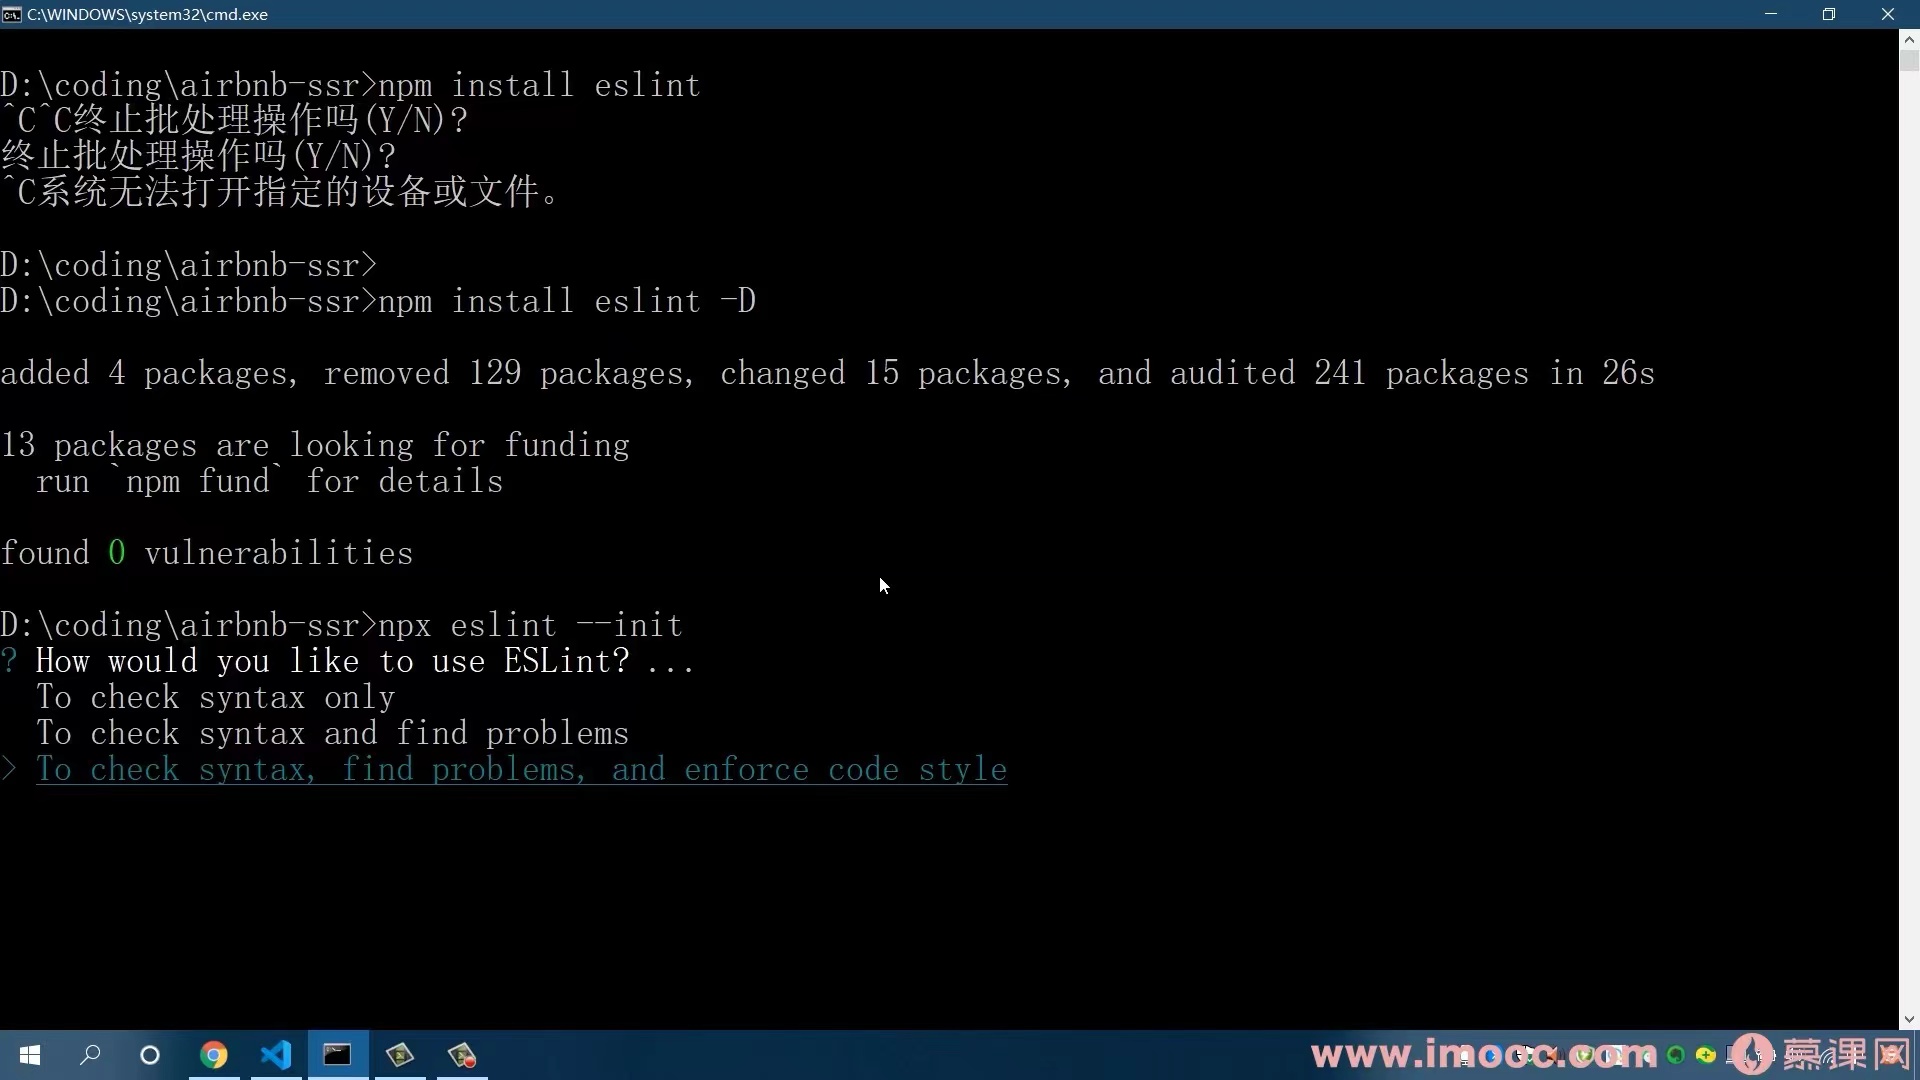 C:\WINDOWS\system32\cmd.exe
D:\coding\airbnb-ssr>npm install eslint
^C^C终止批处理操作吗(Y/N)?
终止批处理操作吗(Y/N)?
^C系统无法打开指定的设备或文件。
D:\coding\airbnb-ssr>
D:\coding\airbnb-ssr>npm install eslint -D
added 4 packages, removed 129 packages, changed 15 packages, and audited 241 packages in 26s
13 packages are looking for funding
run `npm fund` for details
found 0 vulnerabilities
D:\coding\airbnb-ssr>npx eslint --init
? How would you like to use ESLint? ...
To check syntax only
To check syntax and find problems
> To check syntax, find problems, and enforce code style
www.imooc.com 慕课网